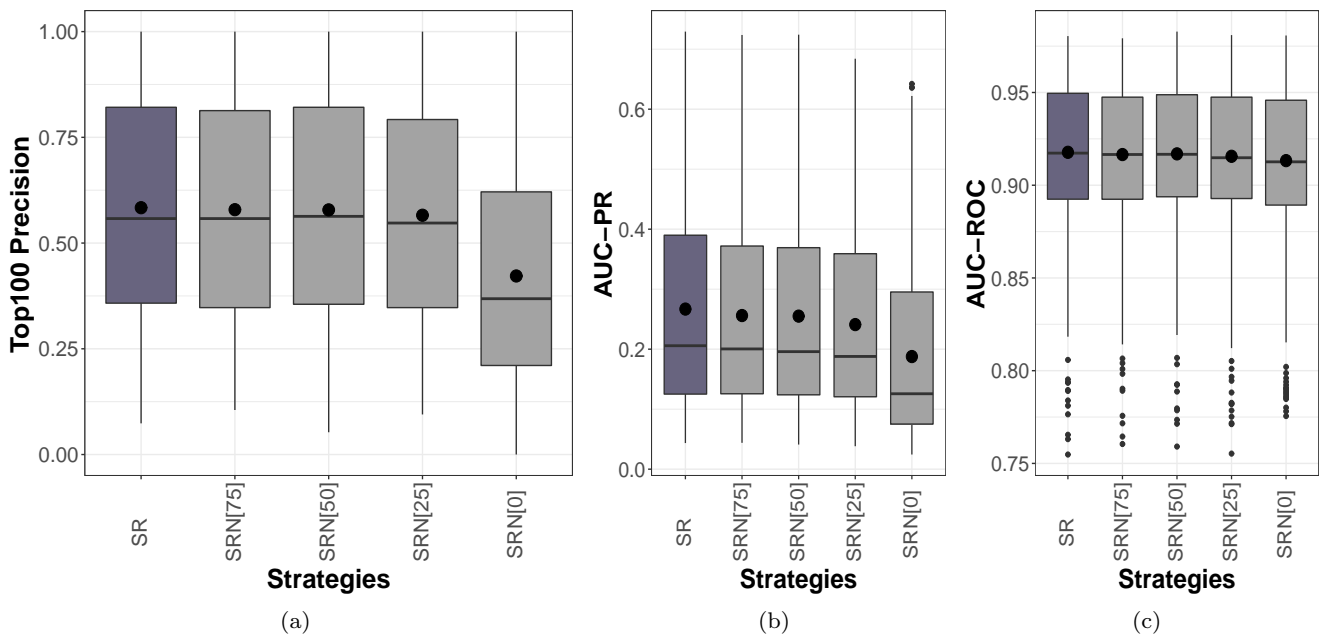 Top100 Precision
1.00
0.75
0.50
0.25
0.00
SR
SRN[75]
SRN[50]
SRN[25]
SRN[0]
Strategies
(a)
AUC−PR
0.6
0.4
0.2
0.0
SR
SRN[75]
SRN[50]
SRN[25]
SRN[0]
Strategies
(b)
AUC−ROC
0.95
0.90
0.85
0.80
0.75
SR
SRN[75]
SRN[50]
SRN[25]
SRN[0]
Strategies
(c)